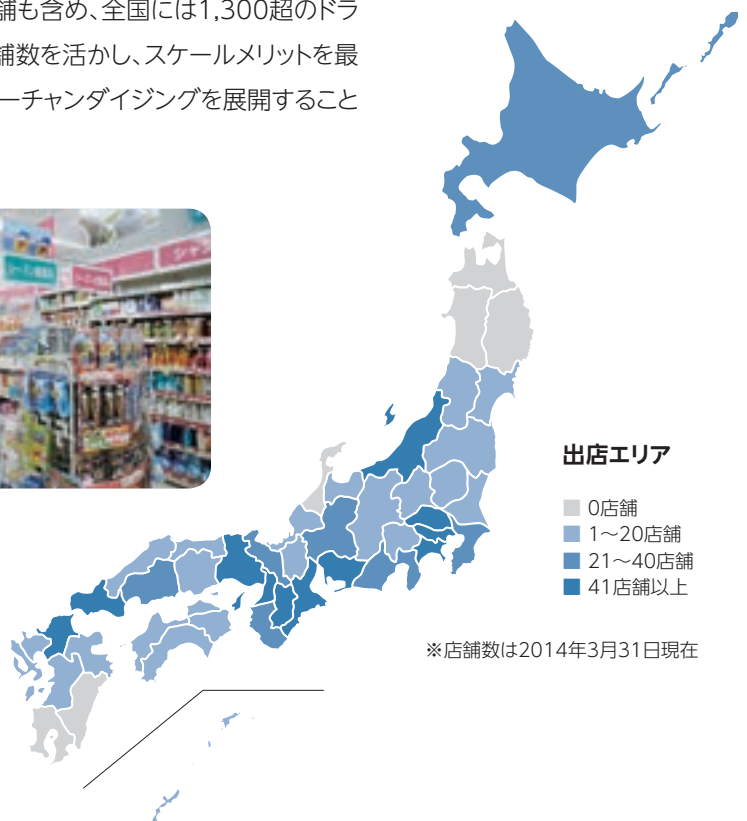 舗も含め、全国には1,300超のドラ
舗数を活かし、スケールメリットを最
ーチャンダイジングを展開すること
出店エリア
0店舗
1〜20店舗
21〜40店舗
41店舗以上
※店舗数は2014年3月31日現在